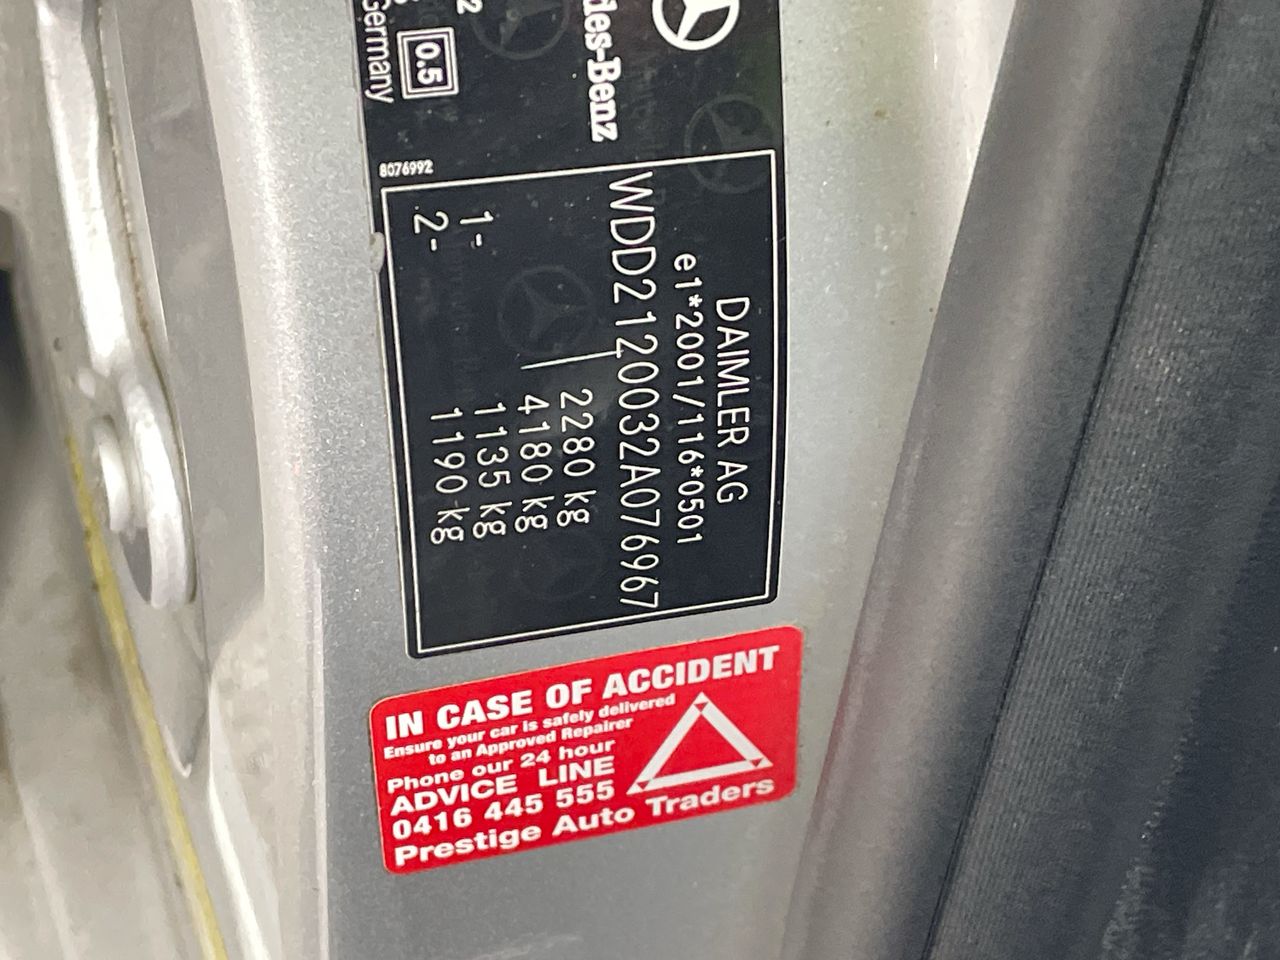 des-Benz
2
0.5
Germany
8076992
DAIMLER AG
e1*2001/116*0501
WDD2120032A076967
2280 kg
4180 kg
1- 1135 kg
2- 1190 kg
IN CASE OF ACCIDENT
Ensure your car is safely delivered
to an Approved Repairer
Phone our 24 hour
ADVICE LINE
0416 445 555
Prestige Auto Traders